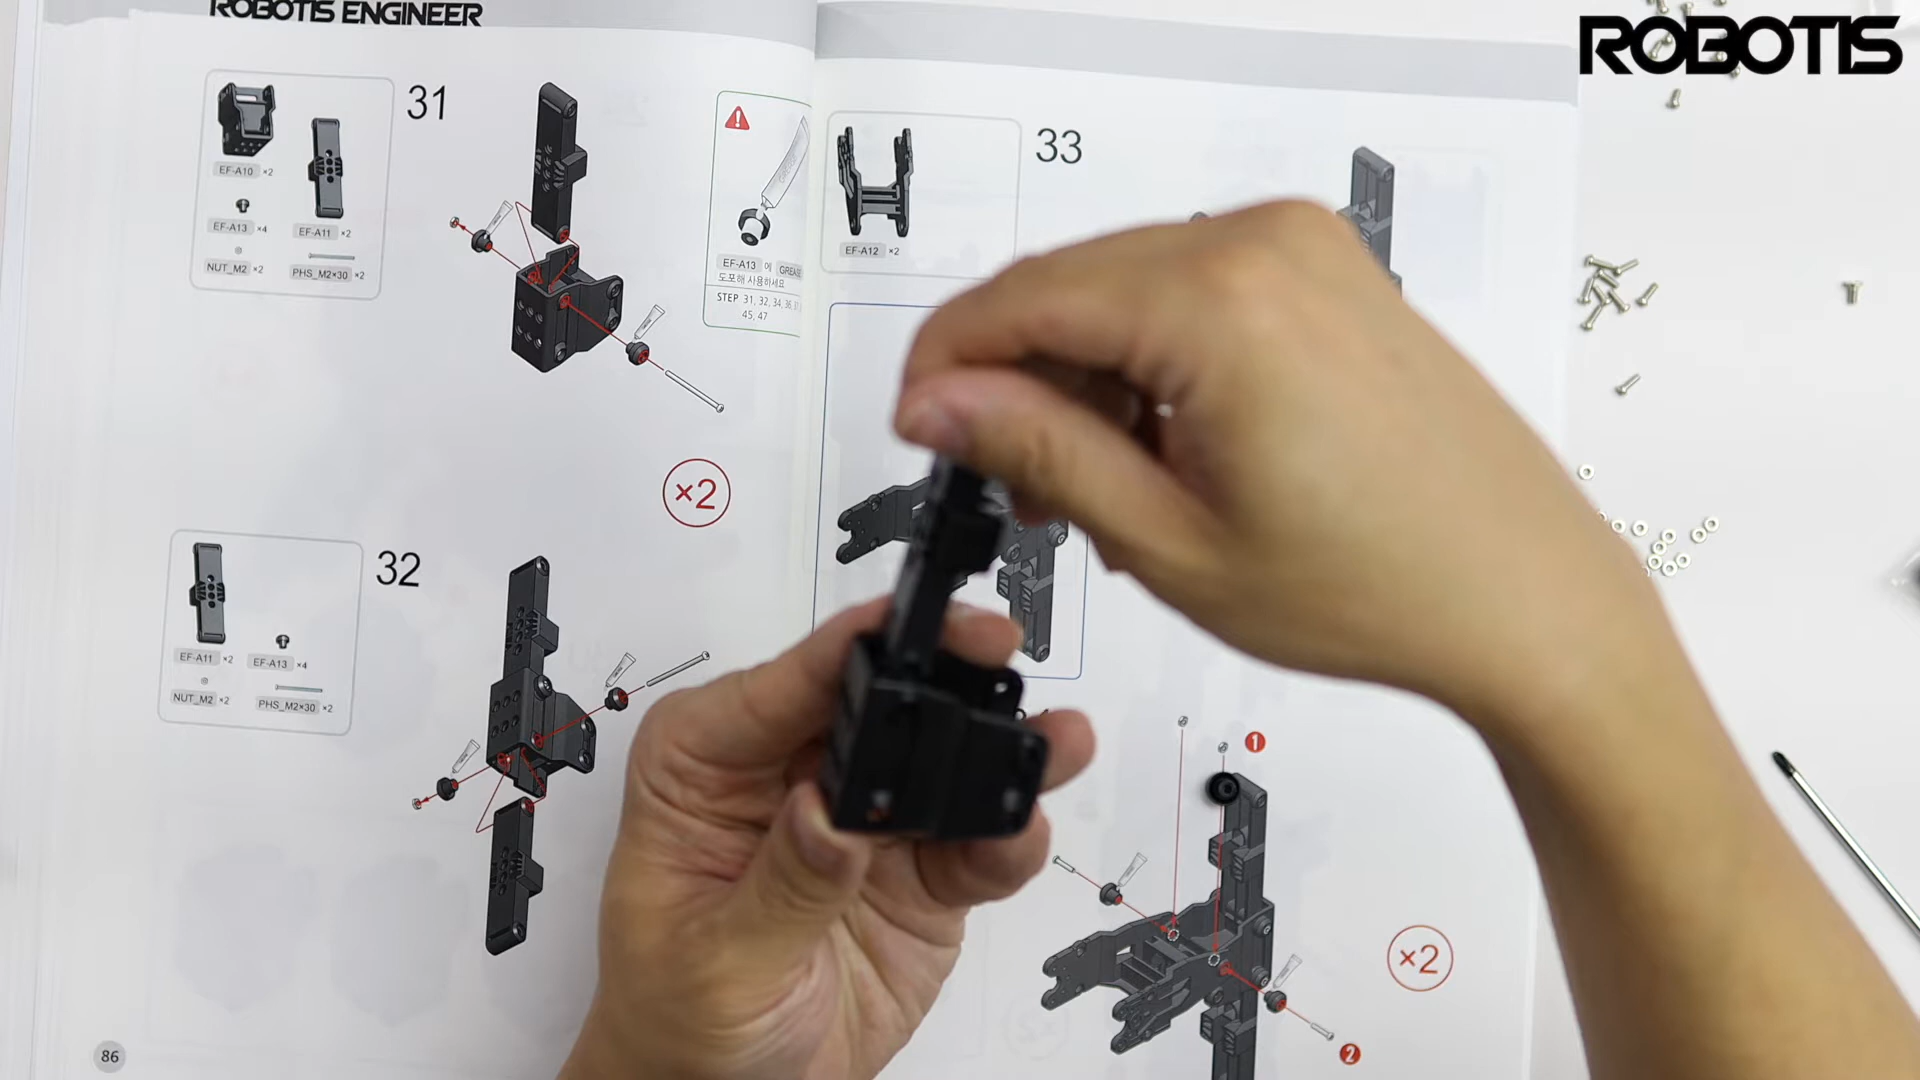 ROBOTIS ENGINEER
ROBOTIS
31
EF-A10 ×2
EF-A13 ×4
EF-A11 ×2
NUT_M2 ×2
PHS_M2×30 ×2
GREASE
EF-A13 에 GREASE
도포해 사용하세요
STEP 31, 32, 34, 36,
45, 47
×2
32
EF-A11 ×2
EF-A13 ×4
NUT_M2 ×2
PHS_M2×30 ×2
86
33
EF-A12 ×2
1
2
×2